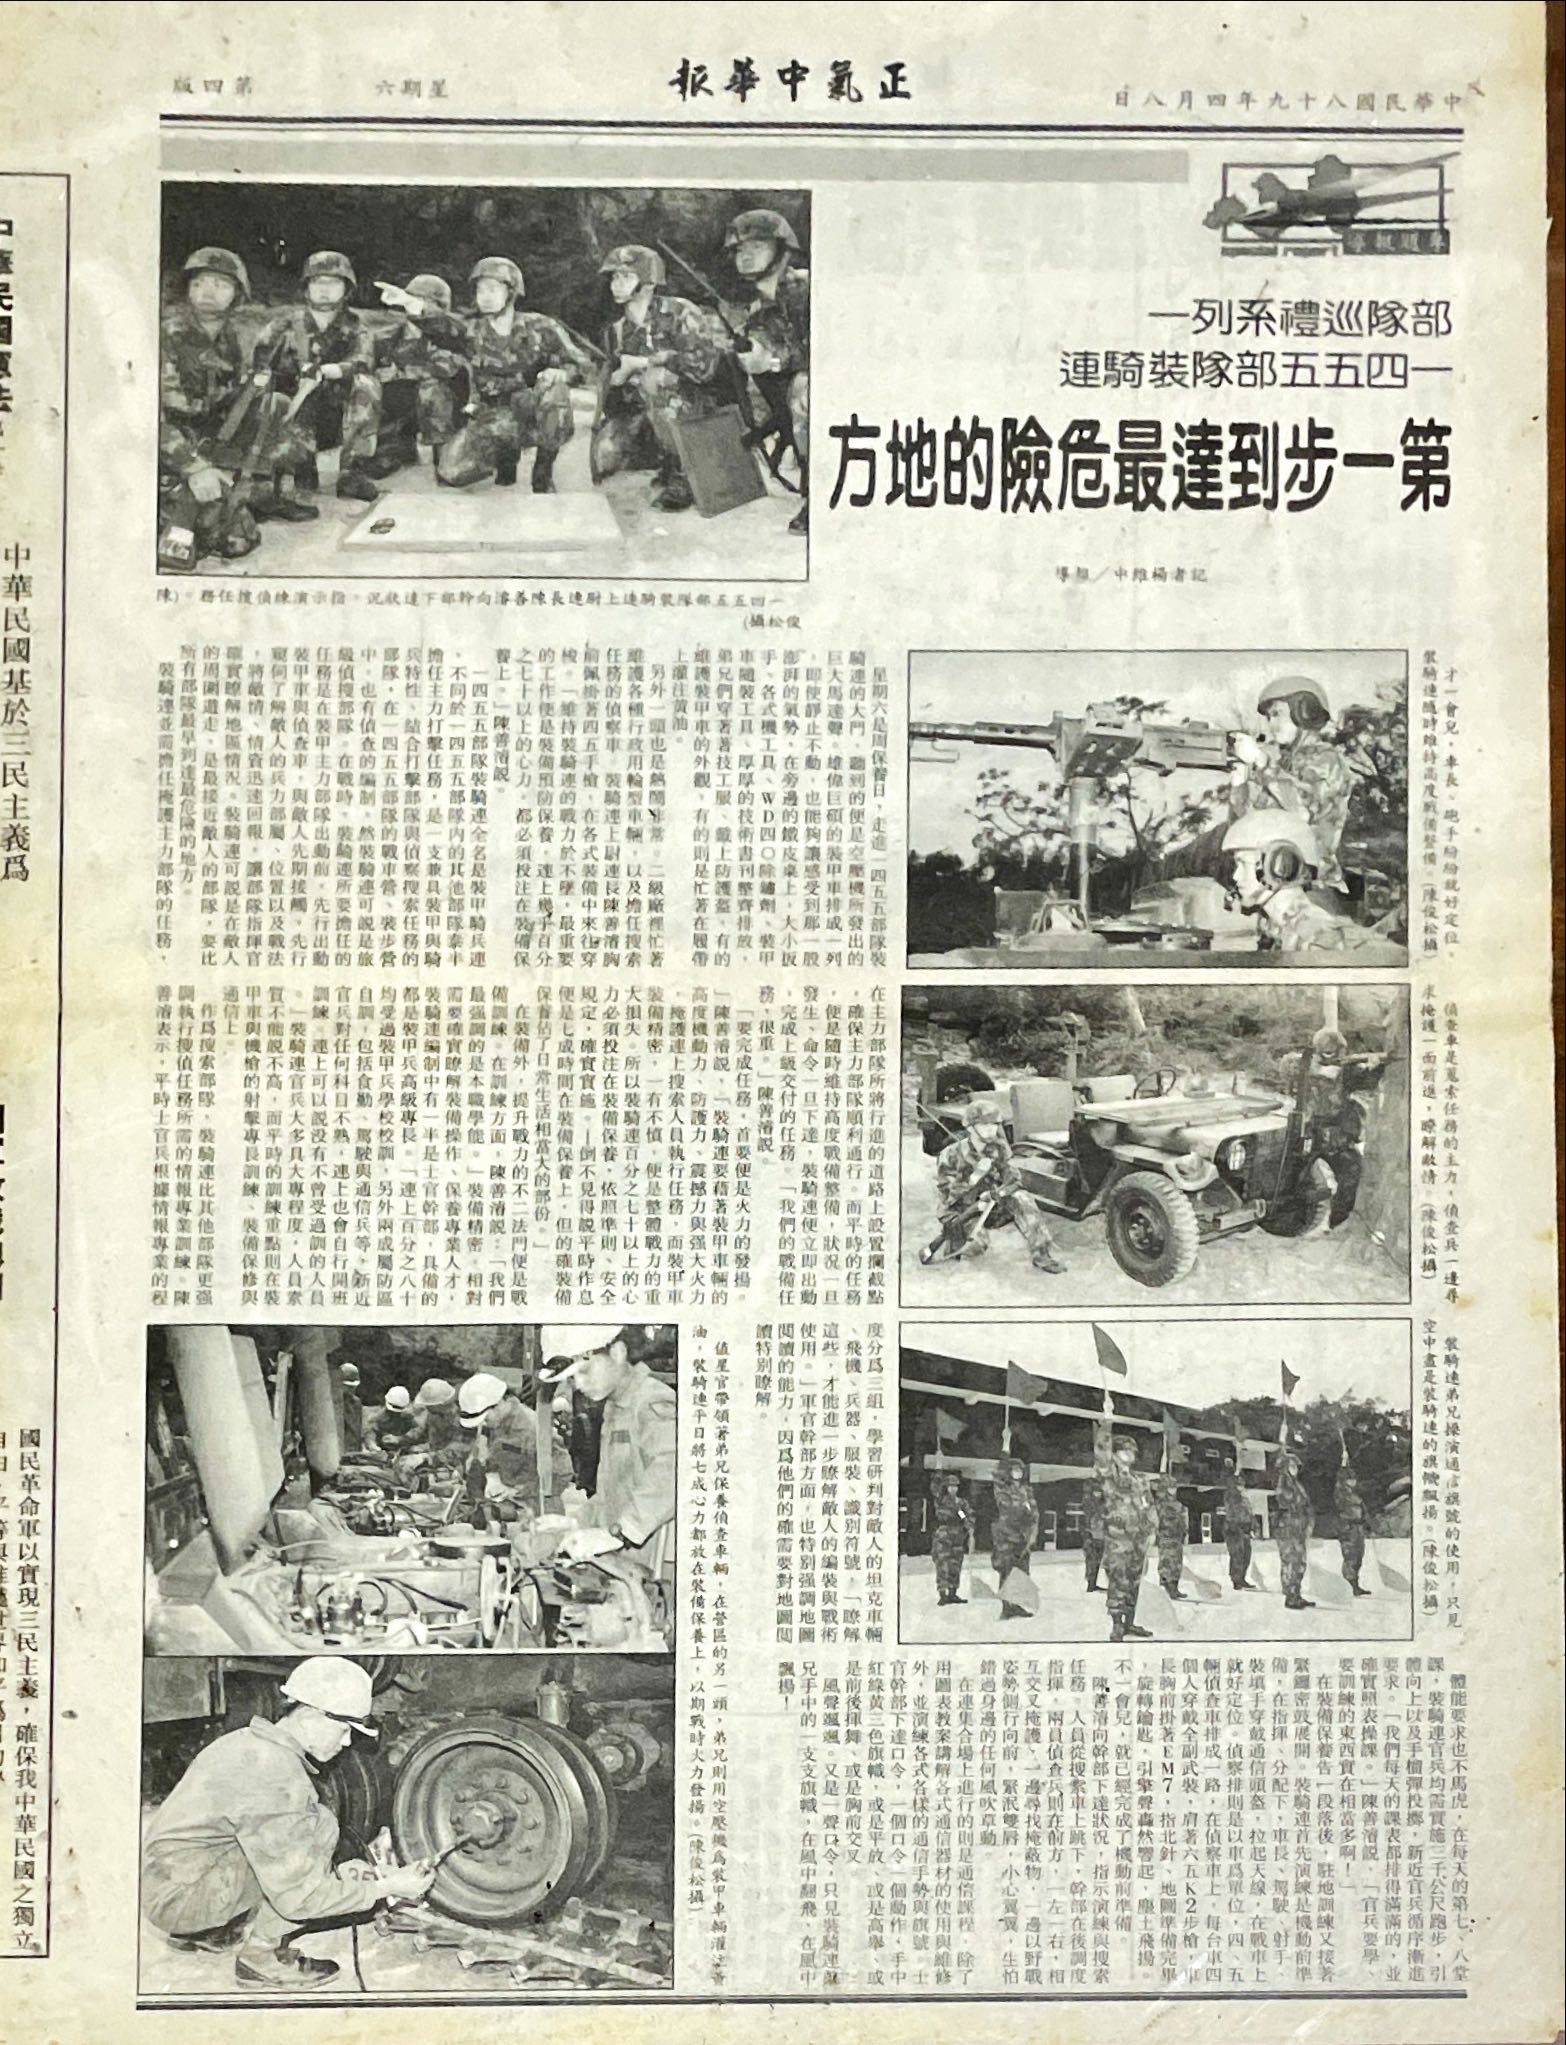 中華民國八十九年四月八日
正氣中華報
星期六
第四版
專題報導
部隊巡禮系列一
一四五五部隊裝騎連
第一步到達最危險的地方
記者楊維中／報導
一四五五部隊裝騎連上尉連長陳善濬向幹部下達狀況，指示演練偵搜任務。(陳
俊松攝)
才一會兒，車長、砲手紛紛就好定位，
裝騎連隨時維持高度戰備整備。(陳俊松攝)
星期六是周保養日，走進一四五五部隊裝
騎連的大門，聽到的便是空壓機所發出的
巨大馬達聲。雄偉巨碩的裝甲車排成一列
，即使靜止不動，也能夠讓感受到那一股
澎湃的氣勢，在旁邊的鐵皮桌上，大小扳
手、各式機工具、WD四〇除鏽劑、裝甲
車隨裝工具、厚厚的技術書刊整齊排放，
弟兄們穿著著技工服、戴上防護盔，有的
維護裝甲車的外觀，有的則是忙著在履帶
上灌注黃油。
另外一頭也是熱鬧非常。二級廠裡忙著
維護各種行政用輪型車輛，以及擔任搜索
任務的偵察車。裝騎連上尉連長陳善濬胸
前佩掛著四五手槍，在各式裝備中來往穿
梭。「維持裝騎連的戰力於不墜，最重要
的工作便是裝備預防保養，連上幾乎百分
之七十以上的心力，都必須投注在裝備保
養上。」陳善濬說。
一四五五部隊裝騎連全名是裝甲騎兵連
，不同於一四五五部隊內的其他部隊泰半
擔任主力打擊任務，是一支兼具裝甲與騎
兵特性、結合打擊部隊與偵察搜索任務的
部隊，在一四五五部隊的戰車營、裝步營
中，也有偵查的編制，然裝騎連可說是旅
級偵搜部隊。在戰時，裝騎連所要擔任的
任務是在裝甲主力部隊出動前，先行出動
裝甲車與偵查車，與敵人先期接觸，先行
窺伺了解敵人的兵力部屬、位置以及戰法
，將敵情、情資迅速回報，讓部隊指揮官
確實瞭解地區情況。裝騎連可說是在敵人
的周圍遊走，是最接近敵人的部隊，要比
所有部隊最早到達最危險的地方。
裝騎連並需擔任掩護主力部隊的任務，
偵查車是蒐索任務的主力，偵查兵一邊尋
求掩護一面前進，瞭解敵情。(陳俊松攝)
在主力部隊所將行進的道路上設置攔截點
，確保主力部隊順利通行。而平時的任務
，便是隨時維持高度戰備整備，狀況一旦
發生、命令一旦下達，裝騎連便立即出動
，完成上級交付的任務。「我們的戰備任
務，很重。」陳善濬說。
「要完成任務，首要便是火力的發揚。
」陳善濬說，「裝騎連要藉著裝甲車輛的
高度機動力、防護力、震撼力與强大火力
，掩護連上搜索人員執行任務，而裝甲車
裝備精密，一有不慎，便是整體戰力的重
大損失。所以裝騎連百分之七十以上的心
力必須投注在裝備保養，依照準則、安全
規定，確實實施。」倒不見得說平時作息
便是七成時間在裝備保養上，但的確裝備
保養佔了日常生活相當大的部份。
在裝備外，提升戰力的不二法門便是戰
備訓練。在訓練方面，陳善濬說：「我們
最强調的是本職學能。」裝備精密，相對
需要確實瞭解裝備操作、保養專業人才，
裝騎連編制中有一半是士官幹部，具備的
都是裝甲兵高級專長。「連上百分之八十
均受過裝甲兵學校校訓，另外兩成屬防區
自訓，包括食勤、駕駛與通信兵等，新近
官兵對任何科目不熟，連上也會自行開班
訓練。連上可以說沒有不曾受過訓的人員
。」裝騎連官兵大多具大專程度，人員素
質不能說不高，而平時的訓練重點則在裝
甲車與機槍的射擊專長訓練、裝備保修與
通信上。
作爲搜索部隊，裝騎連比其他部隊更强
調執行搜偵任務所需的情報專業訓練。陳
善濬表示，平時上官兵根據情報專業的程
裝騎連弟兄操演通信旗號的使用，只見
空中盡是裝騎連的旗幟飄揚。(陳俊松攝)
度分爲三組，學習研判對敵人的坦克車輛
、飛機、兵器、服裝、識別符號，「瞭解
這些，才能進一步瞭解敵人的編裝與戰術
使用。」軍官幹部方面，也特別强調地圖
閱讀的能力，因爲他們的確需要對地圖閱
讀特別瞭解。
值星官帶領著弟兄保養偵查車輛，在營區的另一頭，弟兄則用空壓機爲裝甲車輛灌注黃
油，裝騎連平日將七成心力都放在裝備保養上，以期戰時火力發揚。(陳俊松攝)
體能要求也不馬虎，在每天的第七、八堂
課，裝騎連官兵均需實施三千公尺跑步，引
體向上以及手榴彈投擲，新近官兵循序漸進
要求。「我們每天的課表都排得滿滿的，並
確實照表操課。」陳善濬說，「官兵要學、
要訓練的東西實在相當多啊！」
在裝備保養告一段落後，駐地訓練又接著
緊鑼密鼓展開。裝騎連首先演練是機動前準
備，在指揮、分配下，車長、駕駛、射手、
裝填手穿戴通信頭盔，拉起天線，在戰車上
就好定位。偵察排則是以車爲單位，四、五
輛偵查車排成一路，在偵察車上，每台車四
個人穿戴全副武裝，肩著六五K2步槍，車
長胸前掛著EM7，指北針、地圖準備完畢
，旋轉鑰匙，引擎聲轟然響起，塵土飛揚。
不一會兒，就已經完成了機動前準備。
陳善濬向幹部下達狀況，指示演練與搜索
任務。人員從搜索車上跳下，幹部在後調度
指揮，兩員偵查兵則在前方，一左一右，相
互交叉掩護、一邊尋找掩蔽物，一邊以野戰
姿勢側行向前，緊泯雙唇，小心翼翼，生怕
錯過身邊的任何風吹草動。
在連集合場上進行的則是通信課程，除了
用圖表教案講解各式通信器材的使用與維修
外，並演練各式各樣的通信手勢與旗號。士
官幹部下達口令，一個口令一個動作，手中
紅綠黃三色旗幟，或是平放、或是高舉、或
是前後揮舞、或是胸前交叉。
風聲颯颯。又是一聲口令，只見裝騎連弟
兄手中的一支支旗幟，在風中翻飛、在風中
飄揚！
中華民國憲法
中華民國基於三民主義爲
國民革命軍以實現三民主義，確保我中華民國之獨立